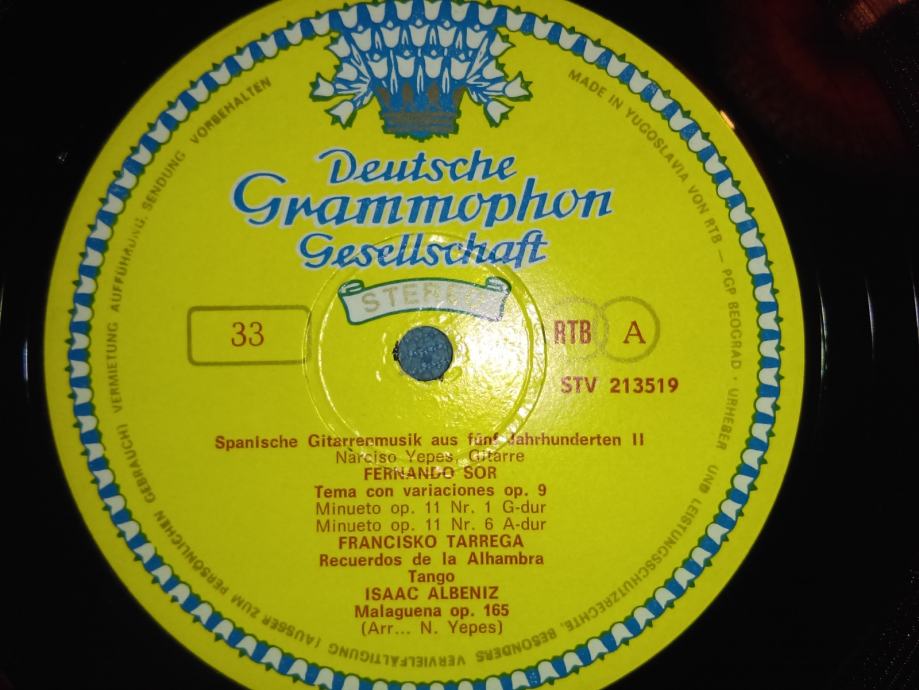 Deutsche
Grammophon
Gesellschaft
STEREO
33
RTB A
STV 213519
Spanische Gitarrenmusik aus fünf Jahrhunderten II
Narciso Yepes, Gitarre
FERNANDO SOR
Tema con variaciones op. 9
Minueto op. 11 Nr. 1 G-dur
Minueto op. 11 Nr. 6 A-dur
FRANCISKO TARREGA
Recuerdos de la Alhambra
Tango
ISAAC ALBENIZ
Malaguena op. 165
(Arr... N. Yepes)
MADE IN YUGOSLAVIA VON RTB — PGP BEOGRAD · URHEBER UND LEISTUNGSSCHUTZRECHTE, BESONDERS VERVIELFÄLTIGUNG (AUSSER ZUM PERSÖNLICHEN GEBRAUCH) VERMIETUNG AUFFÜHRUNG, SENDUNG VORBEHALTEN